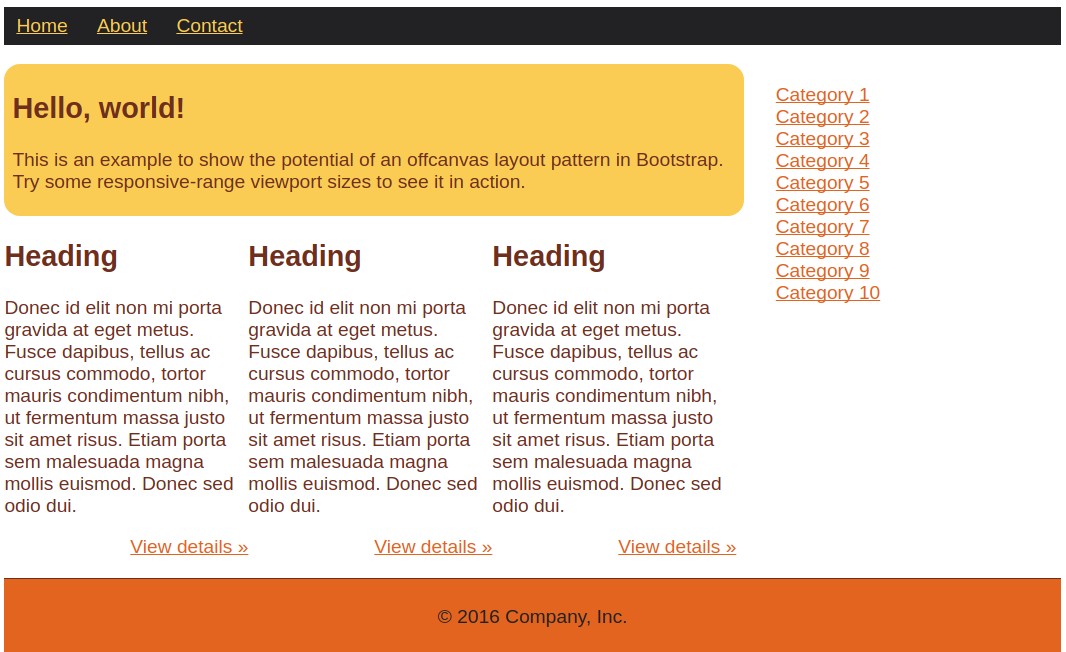 Home About Contact
Hello, world!
This is an example to show the potential of an offcanvas layout pattern in Bootstrap.
Try some responsive-range viewport sizes to see it in action.
Heading
Donec id elit non mi porta
gravida at eget metus.
Fusce dapibus, tellus ac
cursus commodo, tortor
mauris condimentum nibh,
ut fermentum massa justo
sit amet risus. Etiam porta
sem malesuada magna
mollis euismod. Donec sed
odio dui.
View details »
Heading
Donec id elit non mi porta
gravida at eget metus.
Fusce dapibus, tellus ac
cursus commodo, tortor
mauris condimentum nibh,
ut fermentum massa justo
sit amet risus. Etiam porta
sem malesuada magna
mollis euismod. Donec sed
odio dui.
View details »
Heading
Donec id elit non mi porta
gravida at eget metus.
Fusce dapibus, tellus ac
cursus commodo, tortor
mauris condimentum nibh,
ut fermentum massa justo
sit amet risus. Etiam porta
sem malesuada magna
mollis euismod. Donec sed
odio dui.
View details »
Category 1
Category 2
Category 3
Category 4
Category 5
Category 6
Category 7
Category 8
Category 9
Category 10
© 2016 Company, Inc.